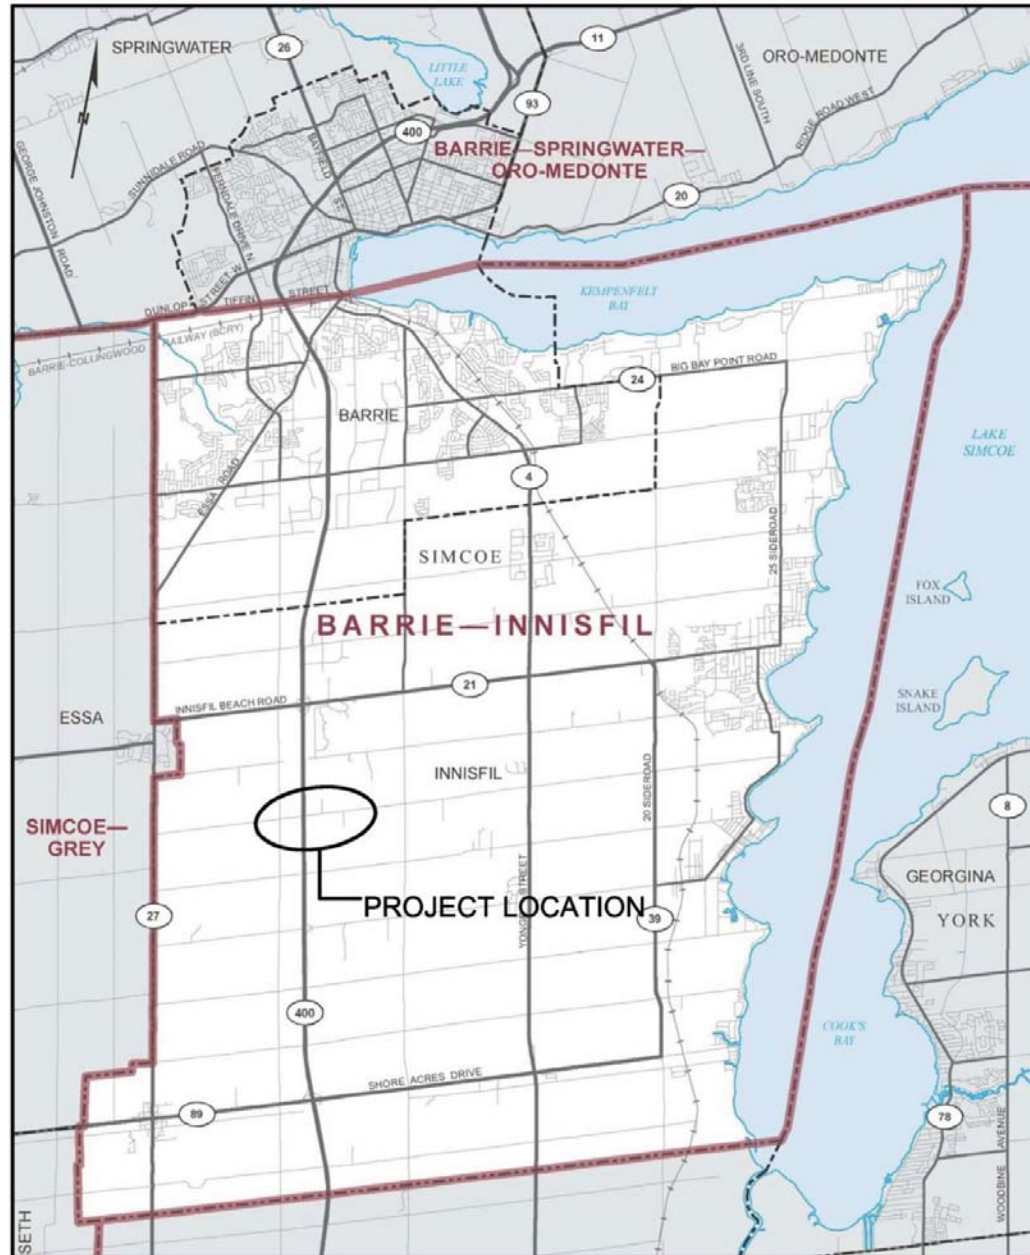 SPRINGWATER
26
11
ORO-MEDONTE
LITTLE
LAKE
93
3RD LINE SOUTH
RIDGE ROAD WEST
N
400
BARRIE—SPRINGWATER—
ORO-MEDONTE
GEORGE JOHNSTON ROAD
SUNNIDALE ROAD
FERNDALE DRIVE N.
BAYFIELD ST.
20
DUNLOP STREET W.
TIFFIN STREET
KEMPENFELT
BAY
BARRIE-COLLINGWOOD RAILWAY (BCRY)
24
BIG BAY POINT ROAD
BARRIE
LAKE
SIMCOE
ESSA ROAD
4
25 SIDEROAD
SIMCOE
FOX
ISLAND
BARRIE—INNISFIL
21
INNISFIL BEACH ROAD
SNAKE
ISLAND
ESSA
INNISFIL
20 SIDEROAD
8
SIMCOE—
GREY
GEORGINA
PROJECT LOCATION
YORK
27
YONGE STREET
39
400
COOK'S
BAY
SHORE ACRES DRIVE
89
78
WOODBINE AVENUE
SETH